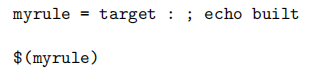 myrule = target : ; echo built
$(myrule)